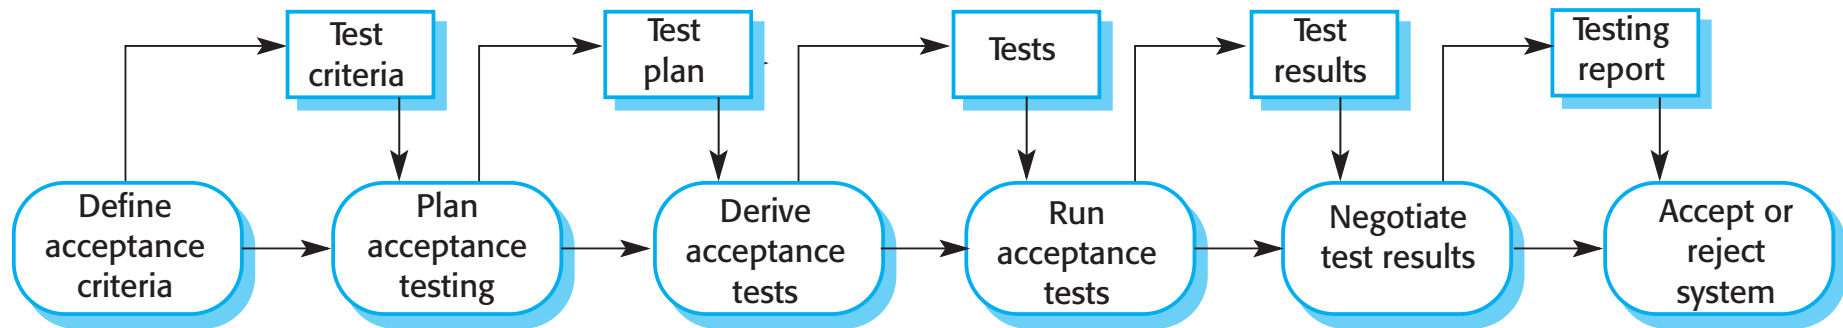 Test
criteria
Test
plan
Tests
Test
results
Testing
report
Define
acceptance
criteria
Plan
acceptance
testing
Derive
acceptance
tests
Run
acceptance
tests
Negotiate
test results
Accept or
reject
system